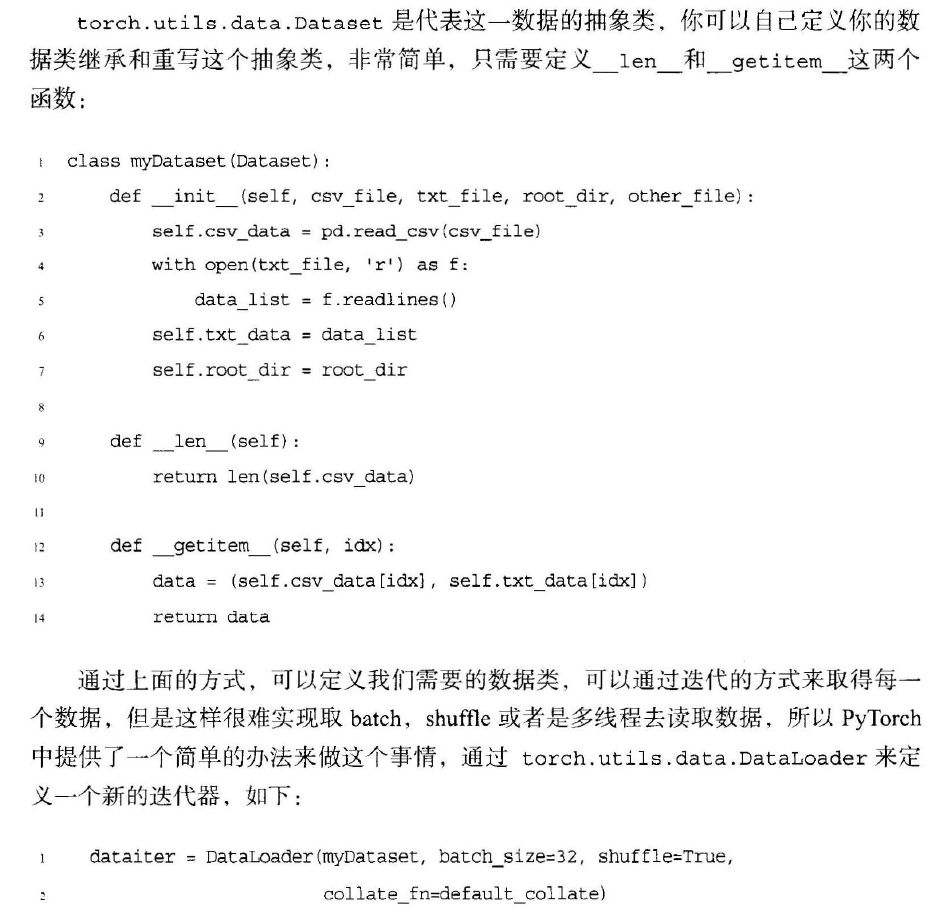 torch.utils.data.Dataset 是代表这一数据的抽象类，你可以自己定义你的数
据类继承和重写这个抽象类，非常简单，只需要定义__len__和__getitem__这两个
函数：
1 class myDataset(Dataset):
2 def __init__(self, csv_file, txt_file, root_dir, other_file):
3 self.csv_data = pd.read_csv(csv_file)
4 with open(txt_file, 'r') as f:
5 data_list = f.readlines()
6 self.txt_data = data_list
7 self.root_dir = root_dir
8
9 def __len__(self):
10 return len(self.csv_data)
11
12 def __getitem__(self, idx):
13 data = (self.csv_data[idx], self.txt_data[idx])
14 return data
通过上面的方式，可以定义我们需要的数据类，可以通过迭代的方式来取得每一
个数据，但是这样很难实现取 batch，shuffle 或者是多线程去读取数据，所以 PyTorch
中提供了一个简单的办法来做这个事情，通过 torch.utils.data.DataLoader 来定
义一个新的迭代器，如下：
1 dataiter = DataLoader(myDataset, batch_size=32, shuffle=True,
2 collate_fn=default_collate)